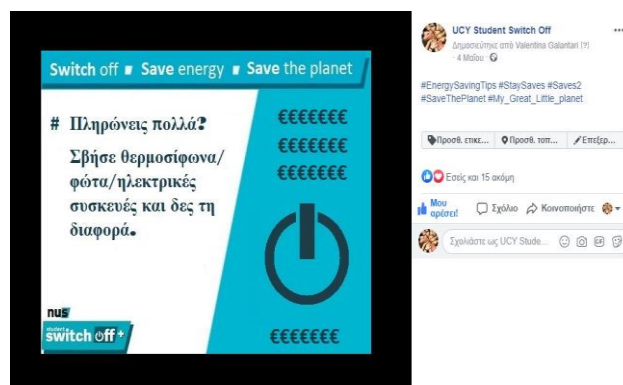 Switch off ■ Save energy ■ Save the planet
# Πληρώνεις πολλά?
Σβήσε θερμοσίφωνα/
φώτα/ηλεκτρικές
συσκευές και δες τη
διαφορά.
€€€€€€€
€€€€€€€
€€€€€€€
€€€€€€€
nus
student
switch off +
UCY Student Switch Off
Δημοσιεύτηκε από Valentina Galantari [?]
· 4 Μαΐου ·
#EnergySavingTips #StaySaves #Saves2
#SaveThePlanet #My_Great_Little_planet
Προσθ. ετικε... Προσθ. τοπ... Επεξερ...
Εσείς και 15 ακόμη
Μου αρέσει! Σχόλιο Κοινοποιήστε
Σχολιάστε ως UCY Stude...